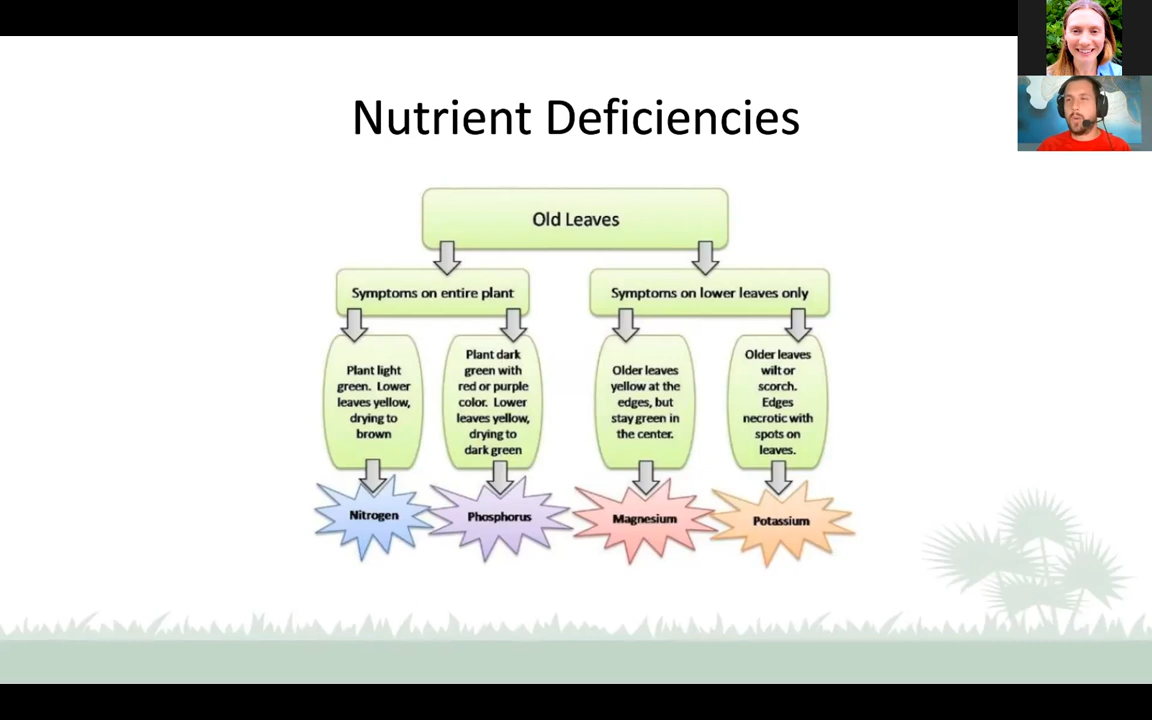 Nutrient Deficiencies
Old Leaves
Symptoms on entire plant
Symptoms on lower leaves only
Plant light
green. Lower
leaves yellow,
drying to
brown
Plant dark
green with
red or purple
color. Lower
leaves yellow,
drying to
dark green
Older leaves
yellow at the
edges, but
stay green in
the center.
Older leaves
wilt or
scorch.
Edges
necrotic with
spots on
leaves.
Nitrogen
Phosphorus
Magnesium
Potassium